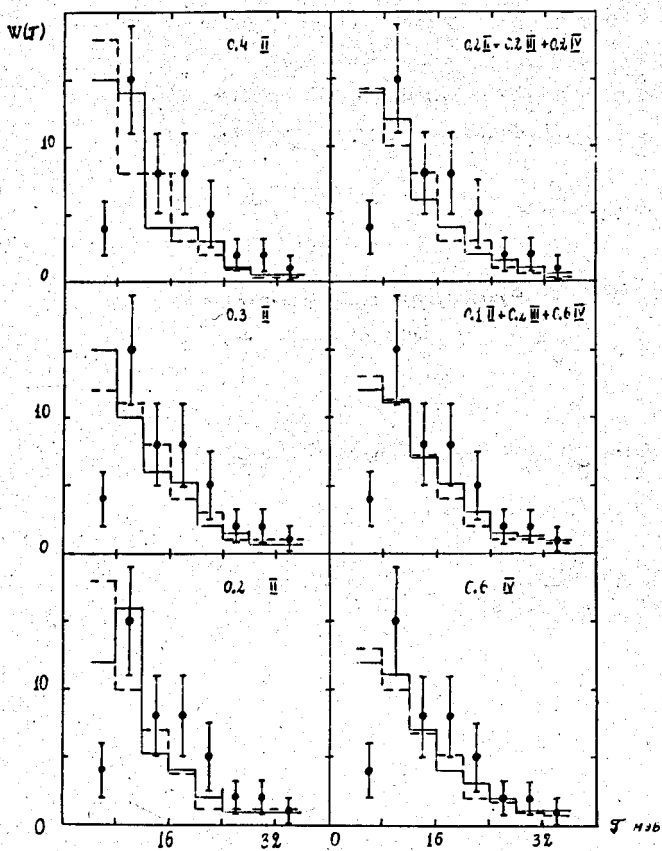 W(T)
0.4 II
0.2 II + 0.2 III + 0.2 IV
10
0
0.3 II
0.1 II + 0.2 III + 0.6 IV
10
0
0.2 II
0.6 IV
10
0
16 32 0 16 32 T мэв